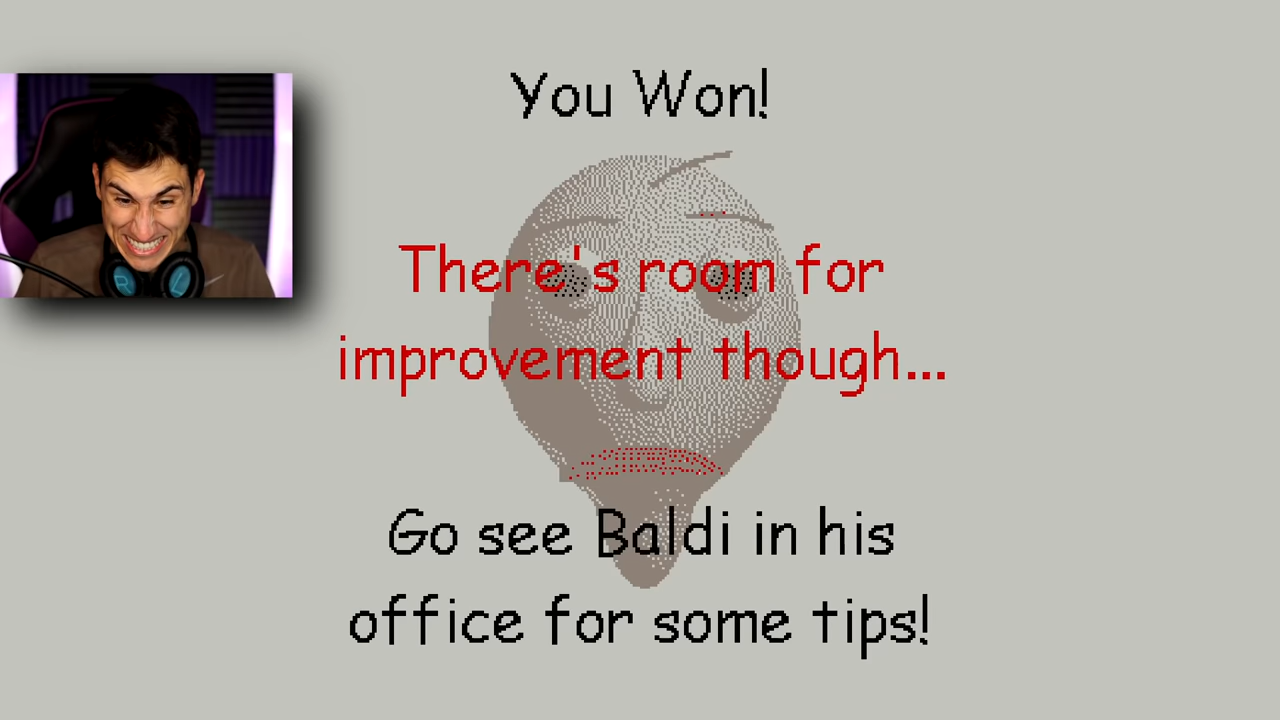 You Won!
There's room for
improvement though...
Go see Baldi in his
office for some tips!
R L